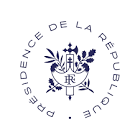 PRÉSIDENCE DE LA RÉPUBLIQUE
RF